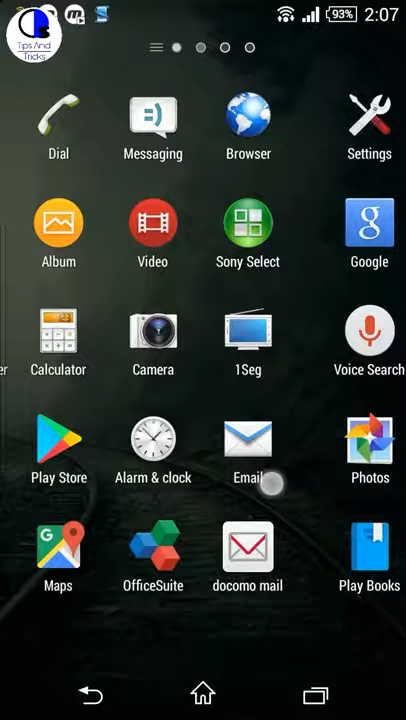 93% 2:07
Tips And
Tricks
Dial Messaging Browser Settings
Album Video Sony Select Google
er Calculator Camera 1Seg Voice Search
Play Store Alarm & clock Email Photos
Maps OfficeSuite docomo mail Play Books